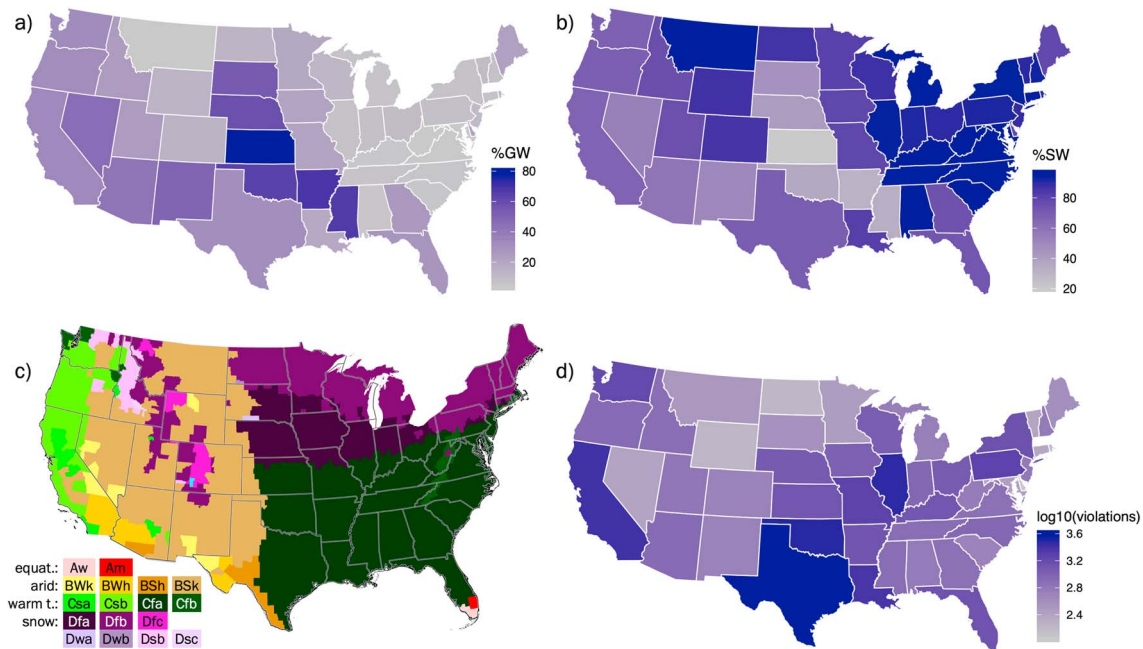 a)
b)
%GW
80
60
40
20
%SW
80
60
40
20
c)
d)
equat.: Aw Am
arid: BWk BWh BSh BSk
warm t.: Csa Csb Cfa Cfb
snow: Dfa Dfb Dfc
Dwa Dwb Dsb Dsc
log10(violations)
3.6
3.2
2.8
2.4